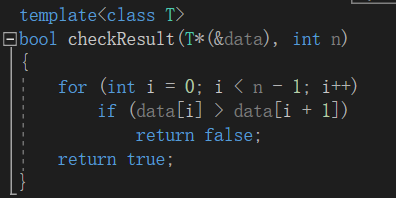 template<class T>
bool checkResult(T*(&data), int n)
{
    for (int i = 0; i < n - 1; i++)
        if (data[i] > data[i + 1])
            return false;
    return true;
}